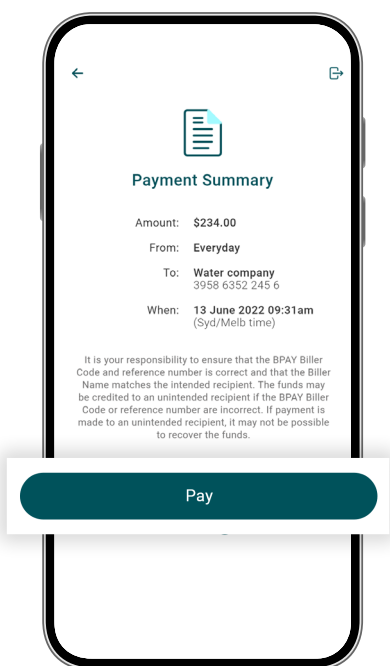 Payment Summary
Amount: $234.00
From: Everyday
To: Water company
3958 6352 245 6
When: 13 June 2022 09:31am
(Syd/Melb time)
It is your responsibility to ensure that the BPAY Biller
Code and reference number is correct and that the Biller
Name matches the intended recipient. The funds may
be credited to an unintended recipient if the BPAY Biller
Code or reference number are incorrect. If payment is
made to an unintended recipient, it may not be possible
to recover the funds.
Pay